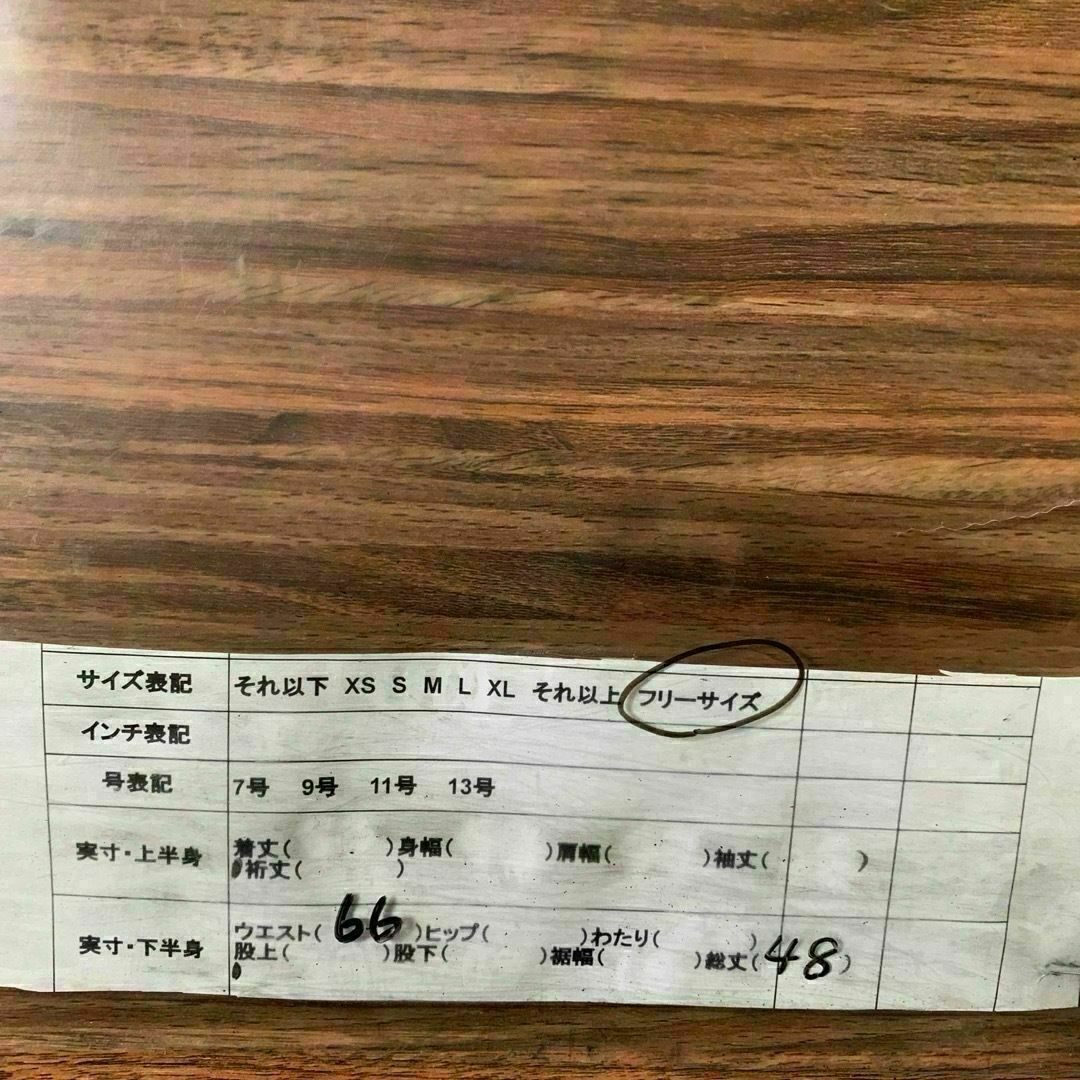 サイズ表記 それ以下 XS S M L XL それ以上 フリーサイズ
インチ表記
号表記 7号 9号 11号 13号
実寸・上半身 着丈( )身幅( )肩幅( )袖丈( )
裄丈( )
実寸・下半身 ウエスト( 66 )ヒップ( )わたり( )
股上( )股下( )裾幅( )総丈( 48 )